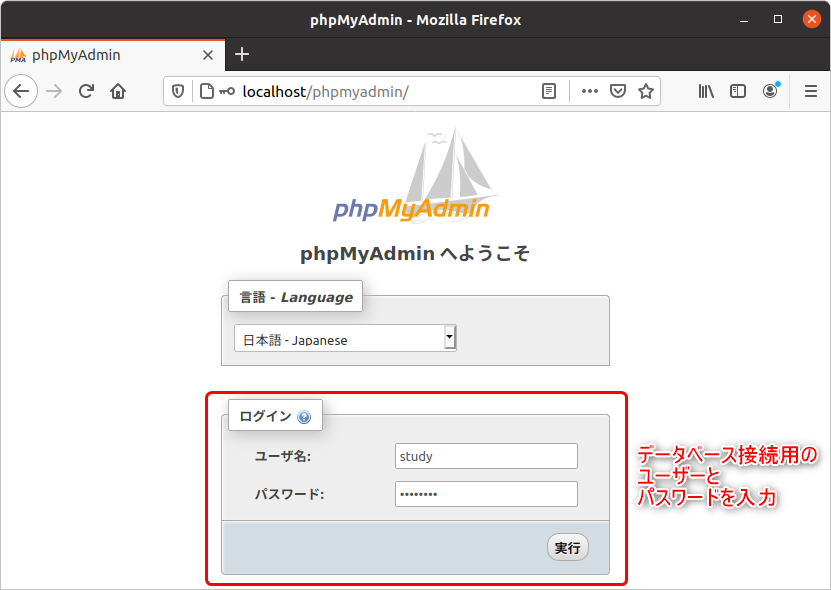 phpMyAdmin - Mozilla Firefox
phpMyAdmin
localhost/phpmyadmin/
phpMyAdmin
phpMyAdmin へようこそ
言語 - Language
日本語 - Japanese
ログイン
ユーザ名:
study
パスワード:
••••••••
実行
データベース接続用の
ユーザーと
パスワードを入力